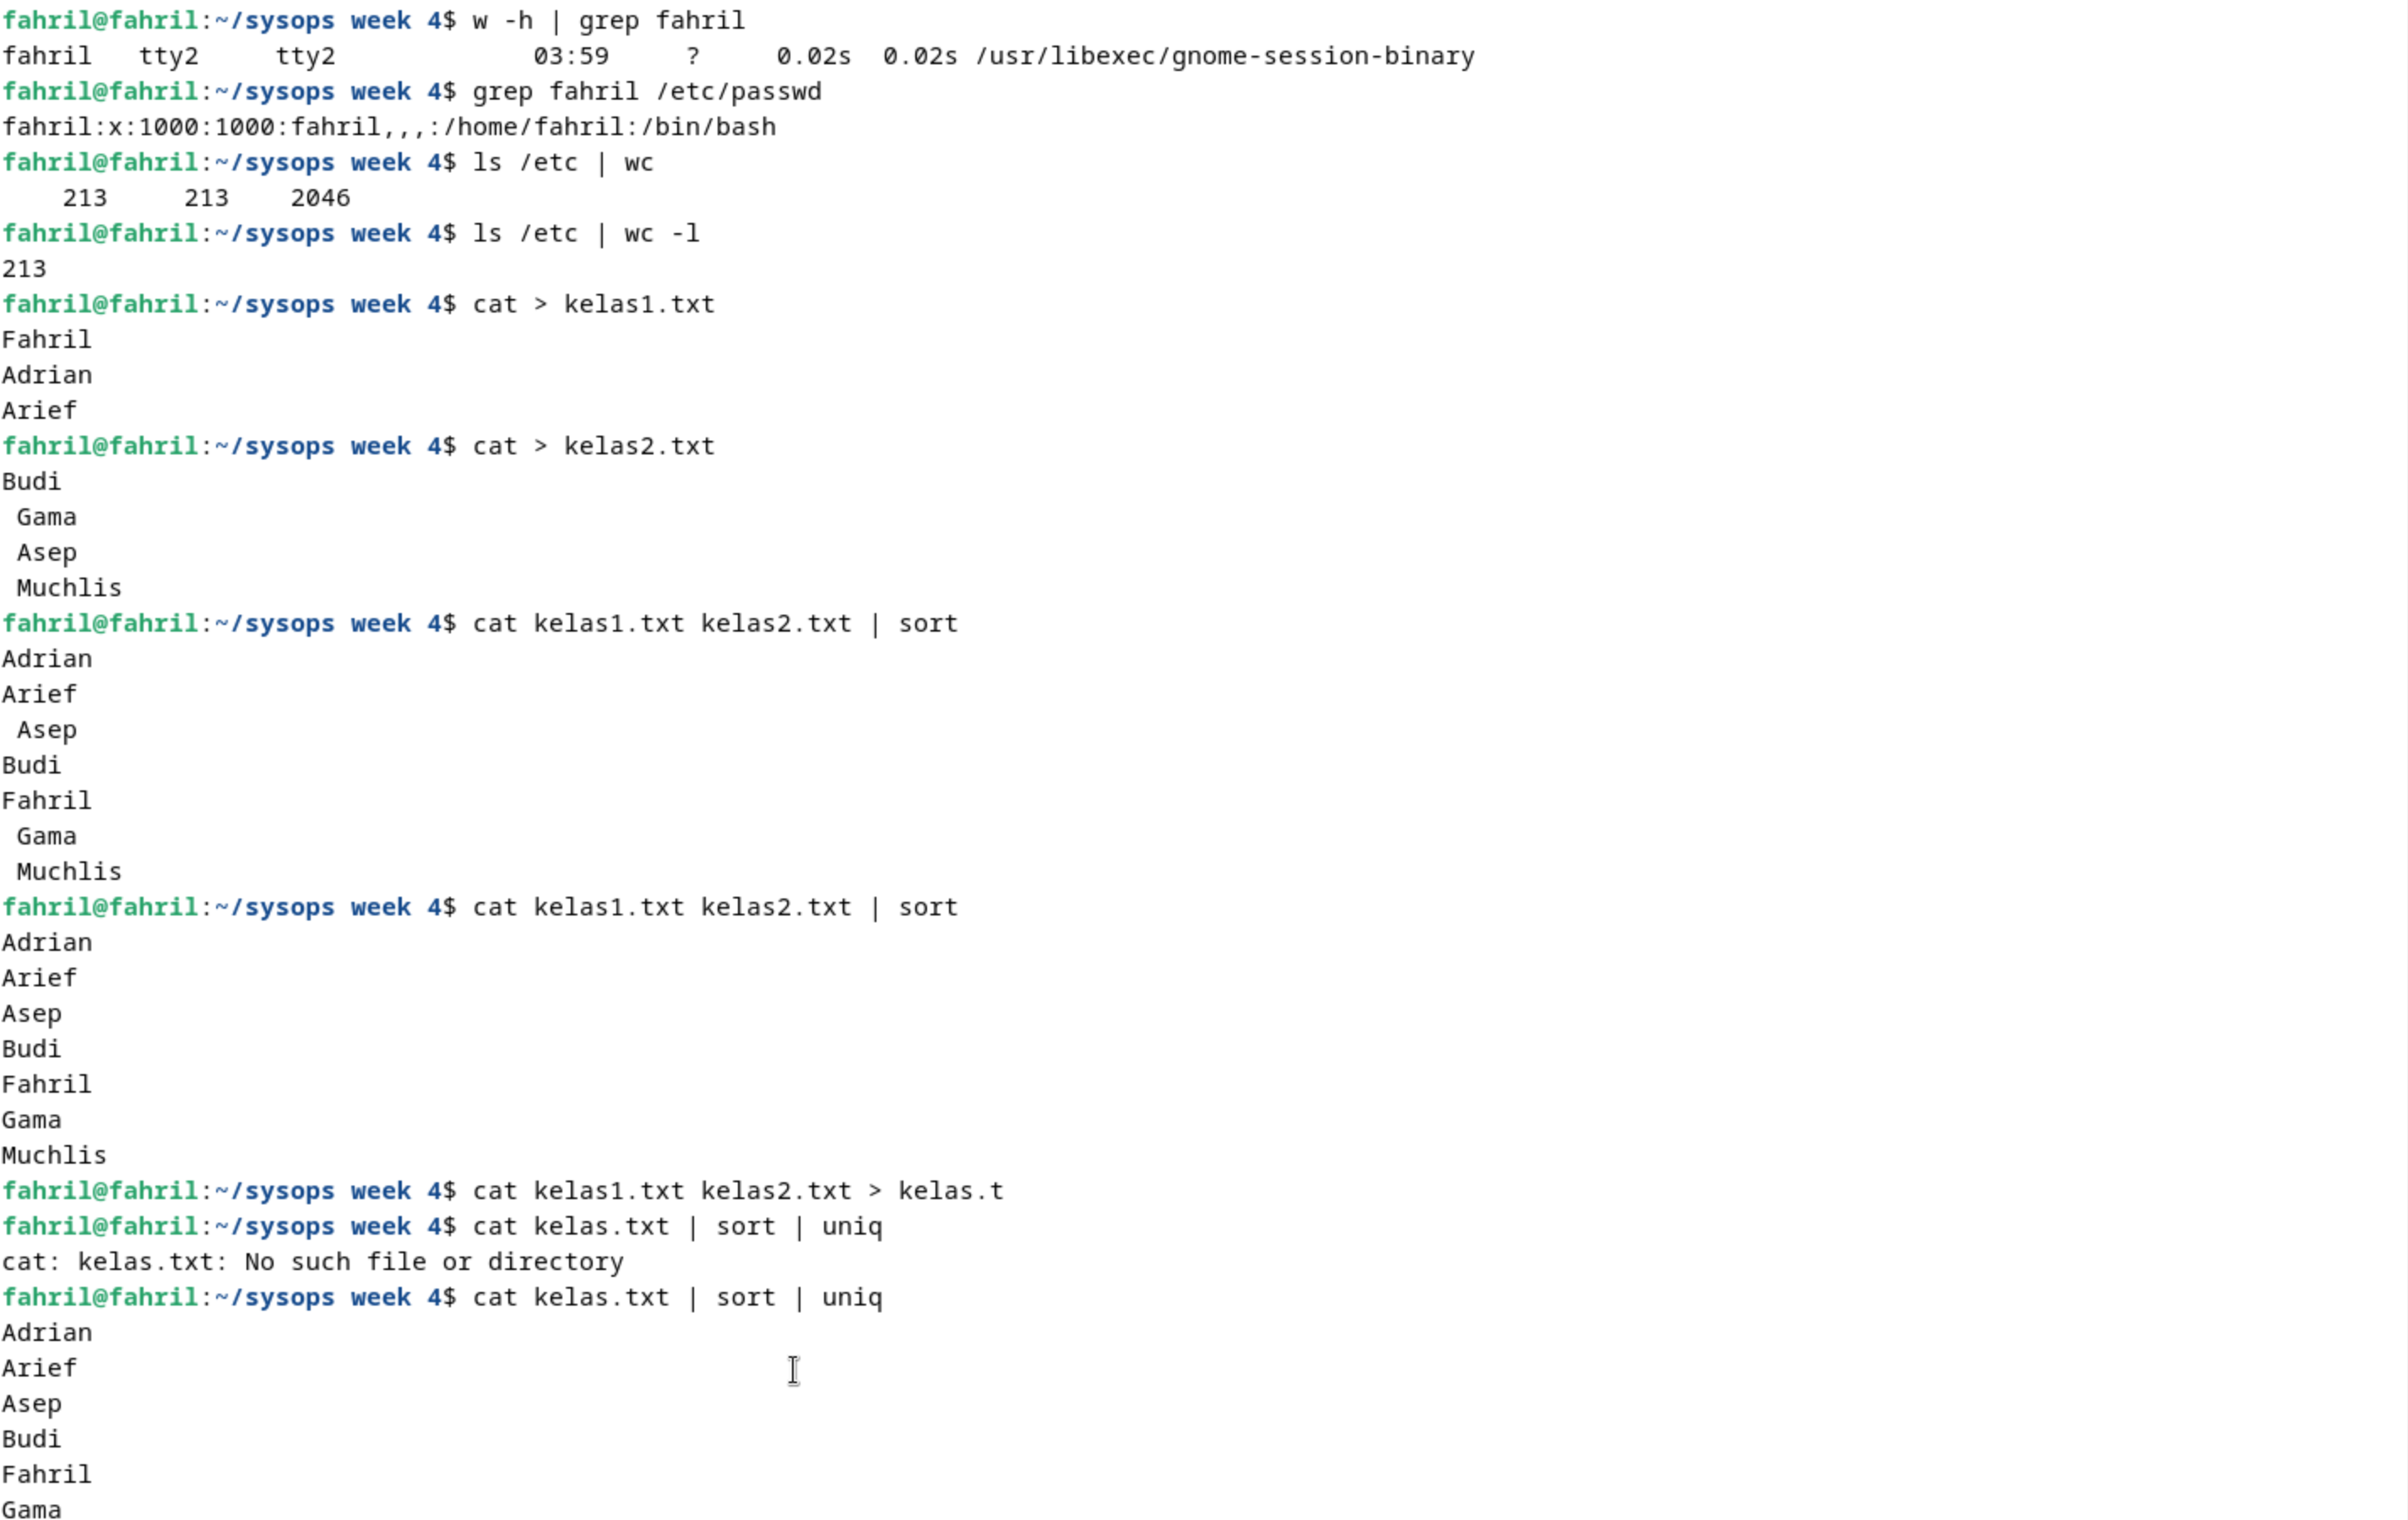 fahril@fahril:~/sysops week 4$ w -h | grep fahril
fahril   tty2     tty2             03:59     ?     0.02s  0.02s /usr/libexec/gnome-session-binary
fahril@fahril:~/sysops week 4$ grep fahril /etc/passwd
fahril:x:1000:1000:fahril,,,:/home/fahril:/bin/bash
fahril@fahril:~/sysops week 4$ ls /etc | wc
    213     213    2046
fahril@fahril:~/sysops week 4$ ls /etc | wc -l
213
fahril@fahril:~/sysops week 4$ cat > kelas1.txt
Fahril
Adrian
Arief
fahril@fahril:~/sysops week 4$ cat > kelas2.txt
Budi
 Gama
 Asep
 Muchlis
fahril@fahril:~/sysops week 4$ cat kelas1.txt kelas2.txt | sort
Adrian
Arief
 Asep
Budi
Fahril
 Gama
 Muchlis
fahril@fahril:~/sysops week 4$ cat kelas1.txt kelas2.txt | sort
Adrian
Arief
Asep
Budi
Fahril
Gama
Muchlis
fahril@fahril:~/sysops week 4$ cat kelas1.txt kelas2.txt > kelas.t
fahril@fahril:~/sysops week 4$ cat kelas.txt | sort | uniq
cat: kelas.txt: No such file or directory
fahril@fahril:~/sysops week 4$ cat kelas.txt | sort | uniq
Adrian
Arief
Asep
Budi
Fahril
Gama